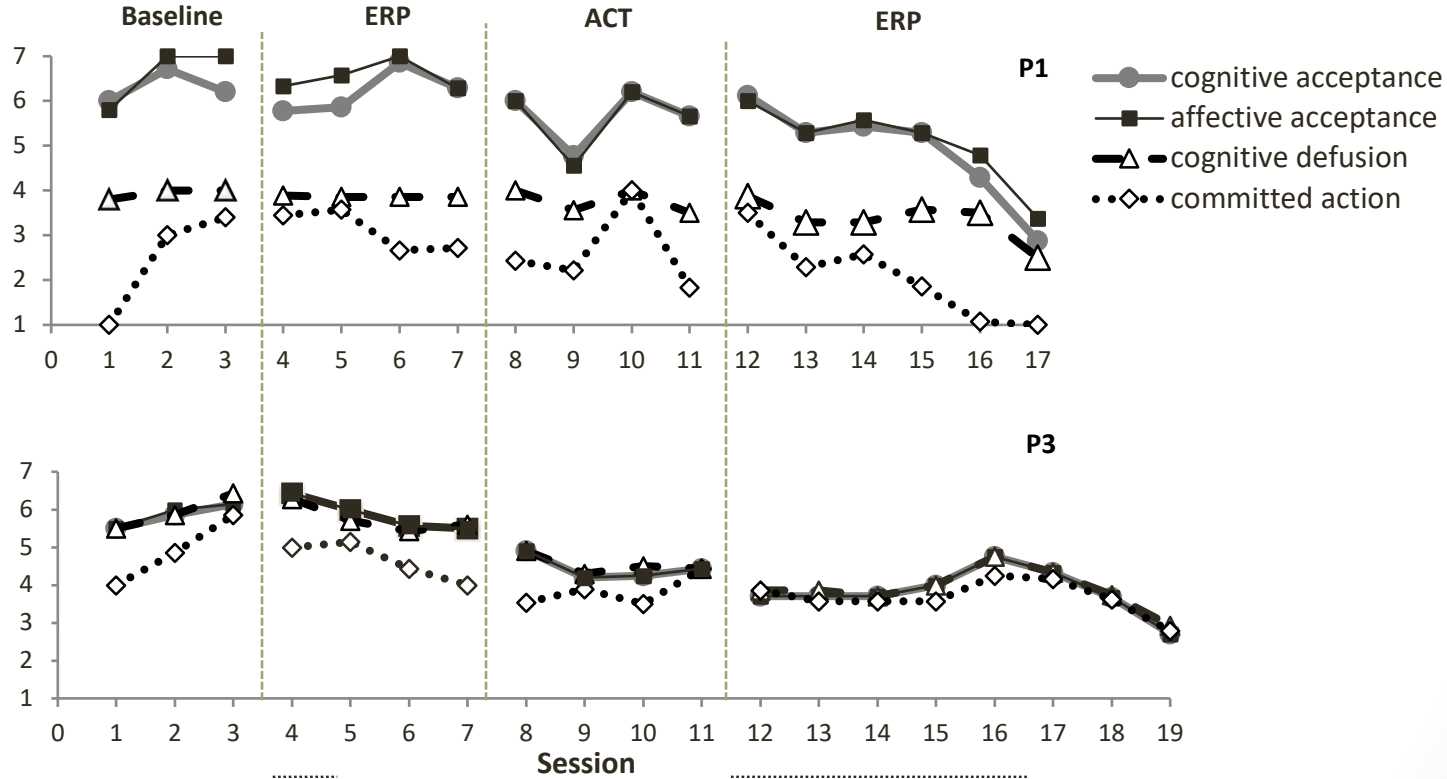 Baseline ERP ACT ERP
P1
7
6
5
4
3
2
1
0 1 2 3 4 5 6 7 8 9 10 11 12 13 14 15 16 17
cognitive acceptance
affective acceptance
cognitive defusion
committed action
P3
7
6
5
4
3
2
1
0 1 2 3 4 5 6 7 8 9 10 11 12 13 14 15 16 17 18 19
Session